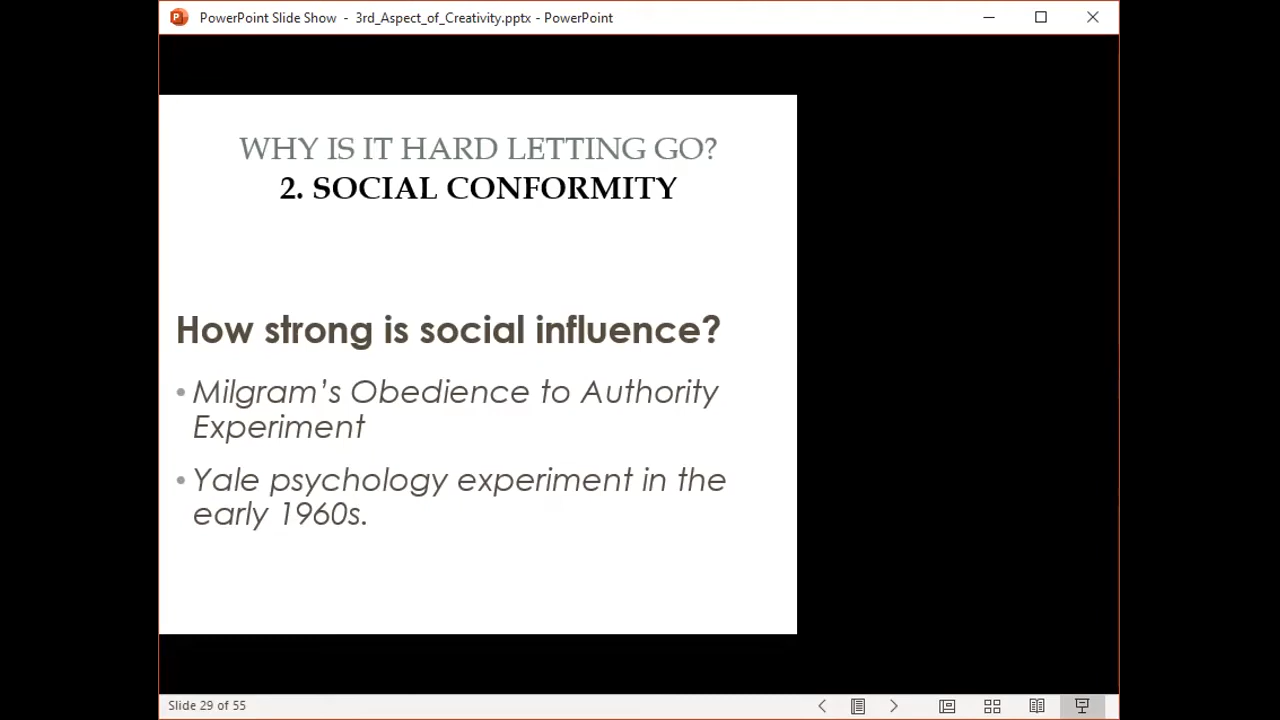 PowerPoint Slide Show - 3rd_Aspect_of_Creativity.pptx - PowerPoint
WHY IS IT HARD LETTING GO?
2. SOCIAL CONFORMITY
How strong is social influence?
• Milgram’s Obedience to Authority
Experiment
• Yale psychology experiment in the
early 1960s.
Slide 29 of 55